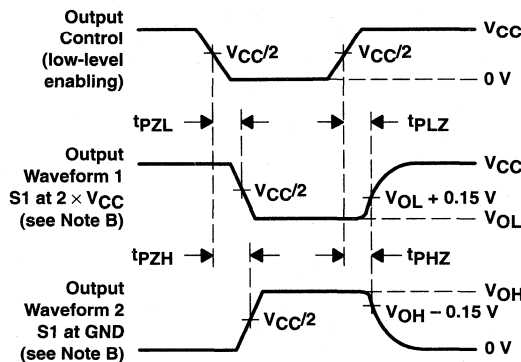 Output
Control
(low-level
enabling)
VCC/2
VCC/2
VCC
0 V
tPZL
tPLZ
Output
Waveform 1
S1 at 2 × VCC
(see Note B)
VCC/2
VCC
VOL + 0.15 V
VOL
tPZH
tPHZ
Output
Waveform 2
S1 at GND
(see Note B)
VCC/2
VOH
VOH – 0.15 V
0 V